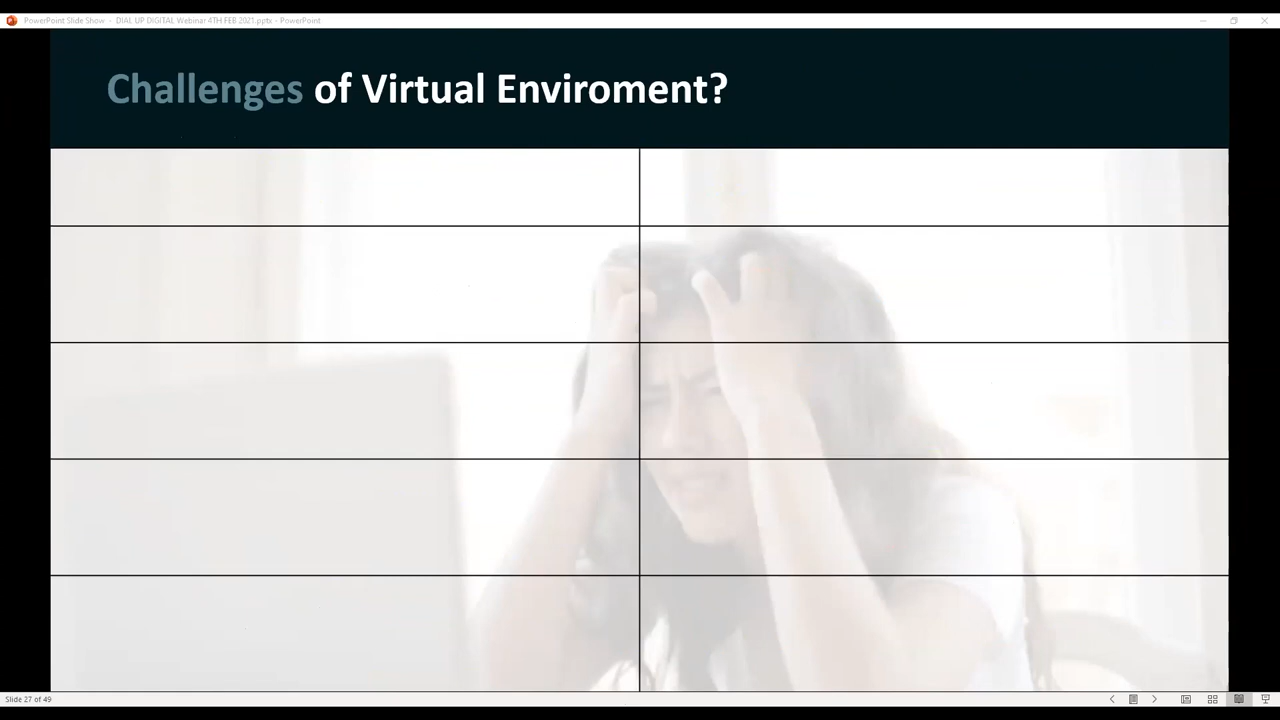 PowerPoint Slide Show - DIAL UP DIGITAL Webinar 4TH FEB 2021.pptx - PowerPoint
Challenges of Virtual Enviroment?
Slide 27 of 49